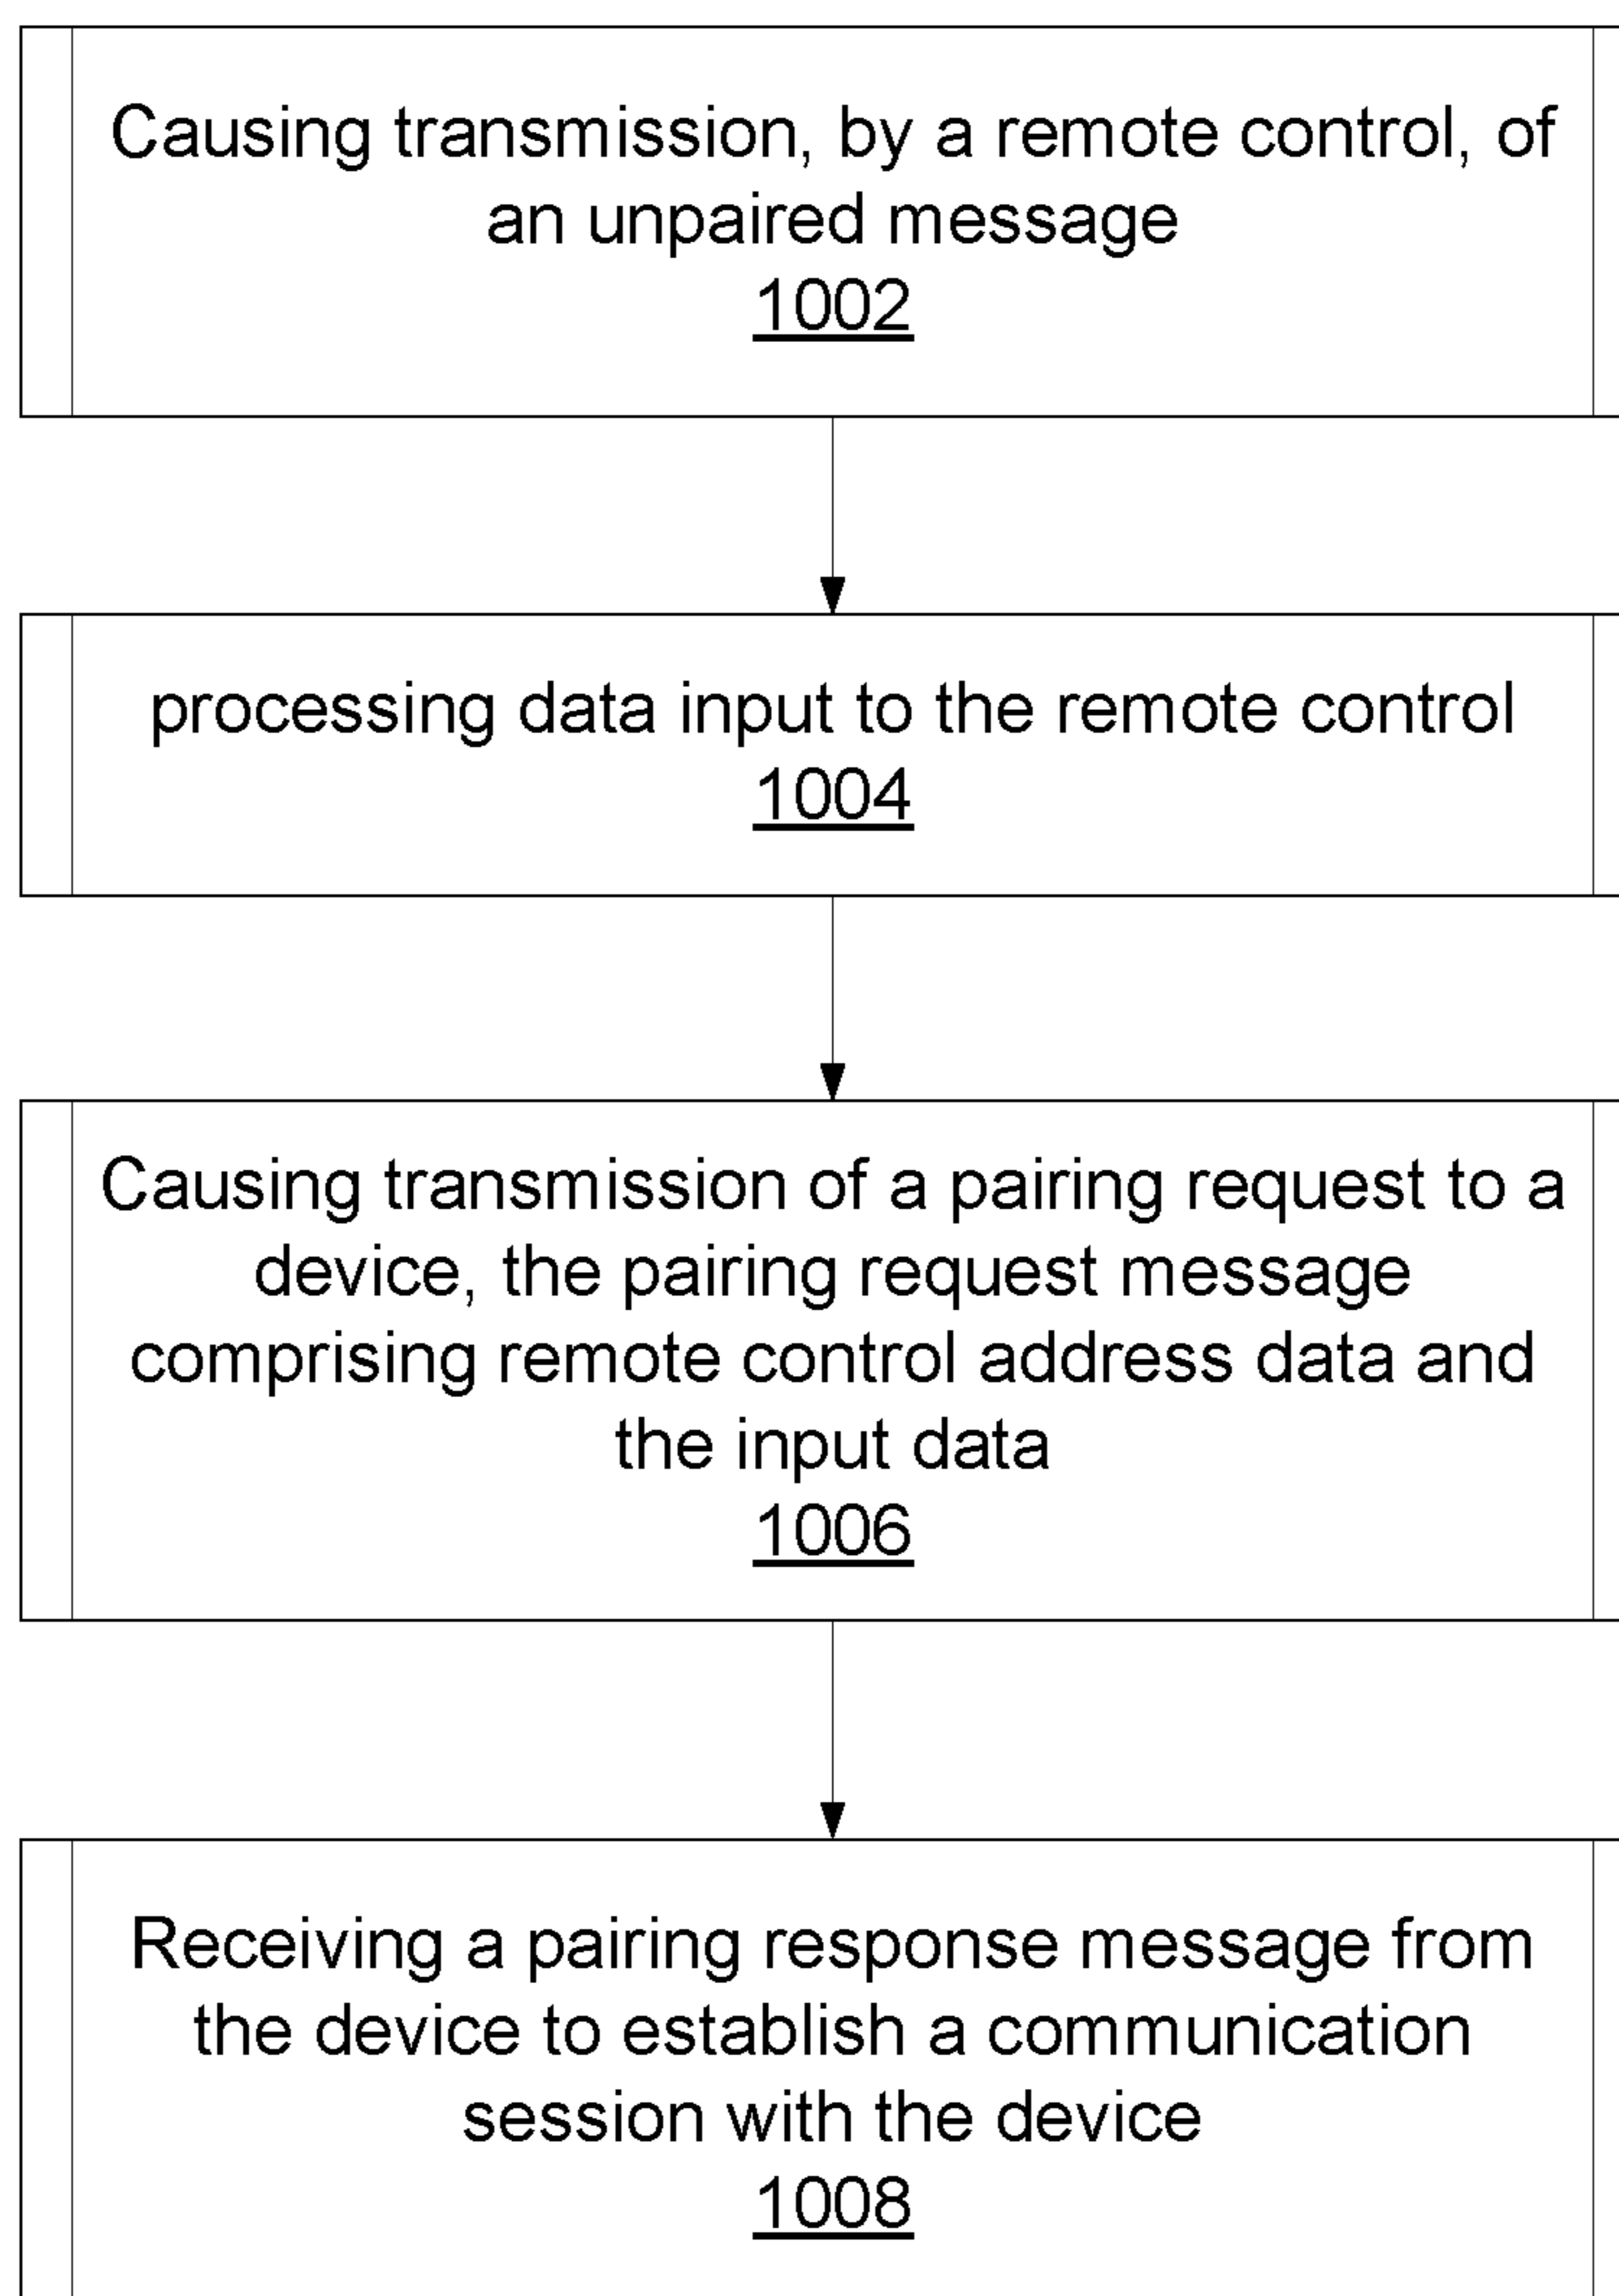 Causing transmission, by a remote control, of
an unpaired message
1002
processing data input to the remote control
1004
Causing transmission of a pairing request to a
device, the pairing request message
comprising remote control address data and
the input data
1006
Receiving a pairing response message from
the device to establish a communication
session with the device
1008